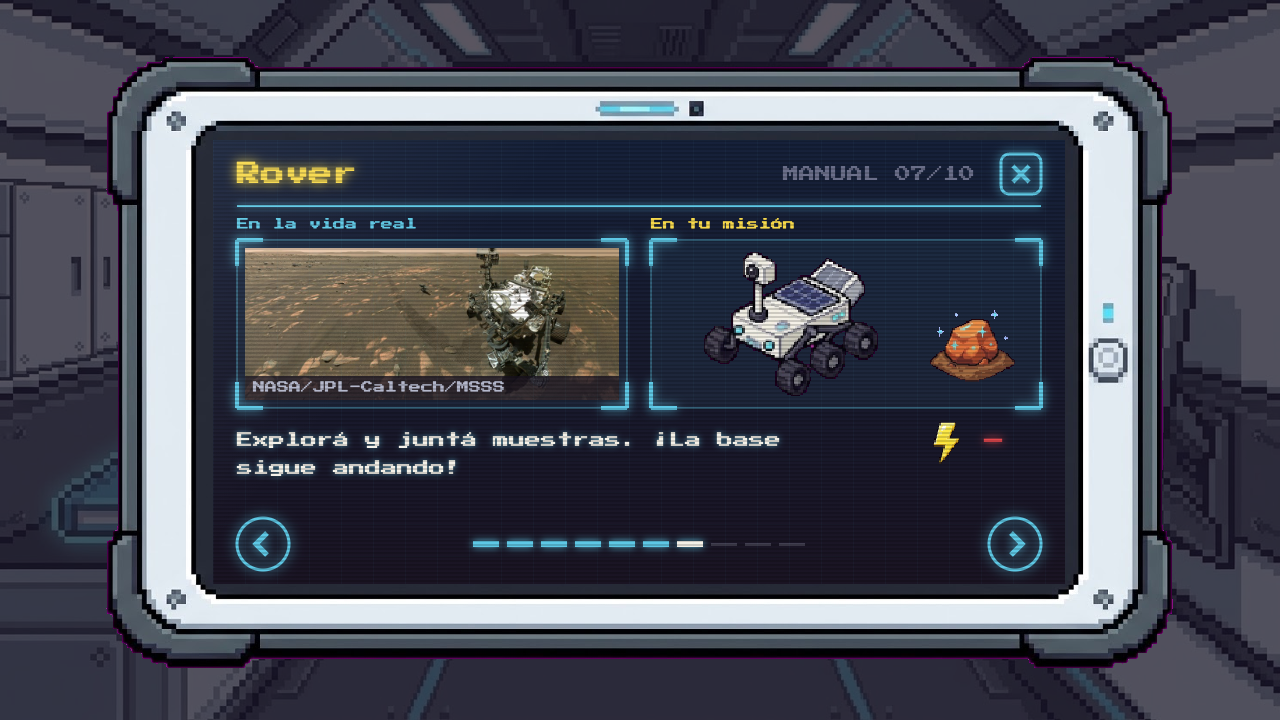 Rover
MANUAL 07/10
En la vida real
En tu misión
NASA/JPL-Caltech/MSSS
Explorá y juntá muestras. ¡La base
sigue andando!